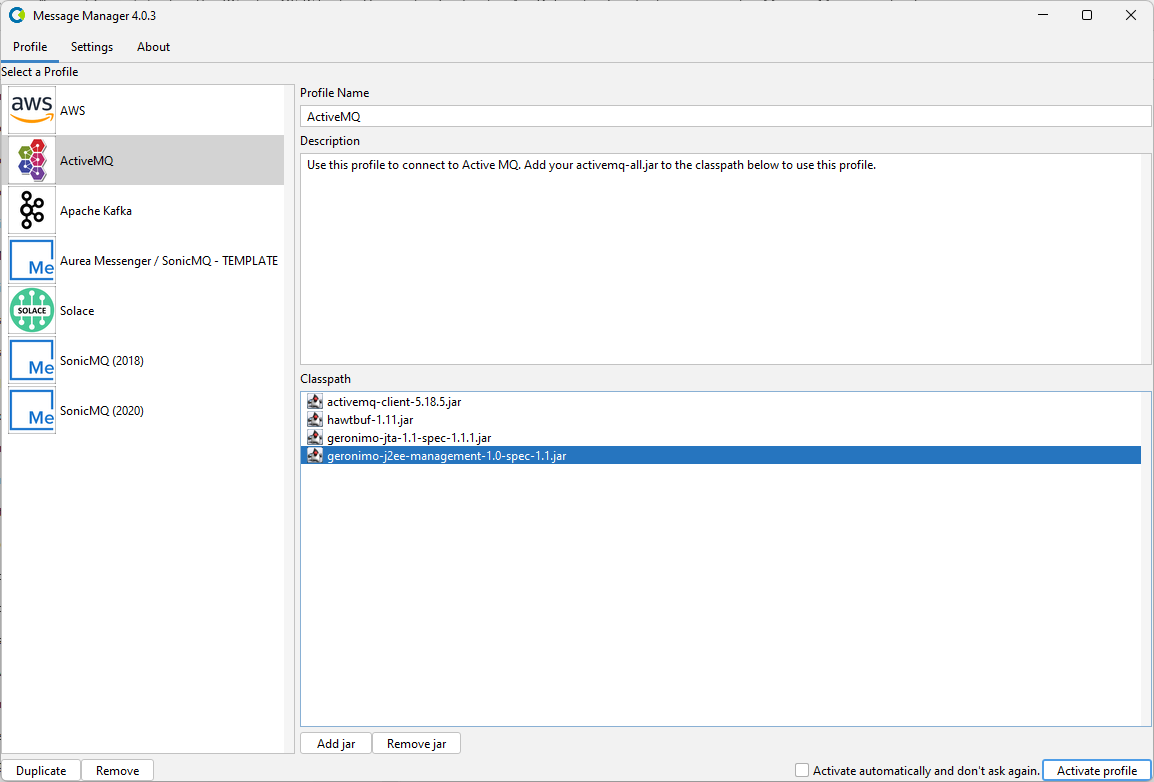 Message Manager 4.0.3
Profile Settings About
Select a Profile
aws AWS
ActiveMQ
Apache Kafka
Me Aurea Messenger / SonicMQ - TEMPLATE
SOLACE Solace
Me SonicMQ (2018)
Me SonicMQ (2020)
Profile Name
ActiveMQ
Description
Use this profile to connect to Active MQ. Add your activemq-all.jar to the classpath below to use this profile.
Classpath
activemq-client-5.18.5.jar
hawtbuf-1.11.jar
geronimo-jta-1.1-spec-1.1.1.jar
geronimo-j2ee-management-1.0-spec-1.1.jar
Add jar Remove jar
Duplicate Remove
Activate automatically and don't ask again. Activate profile